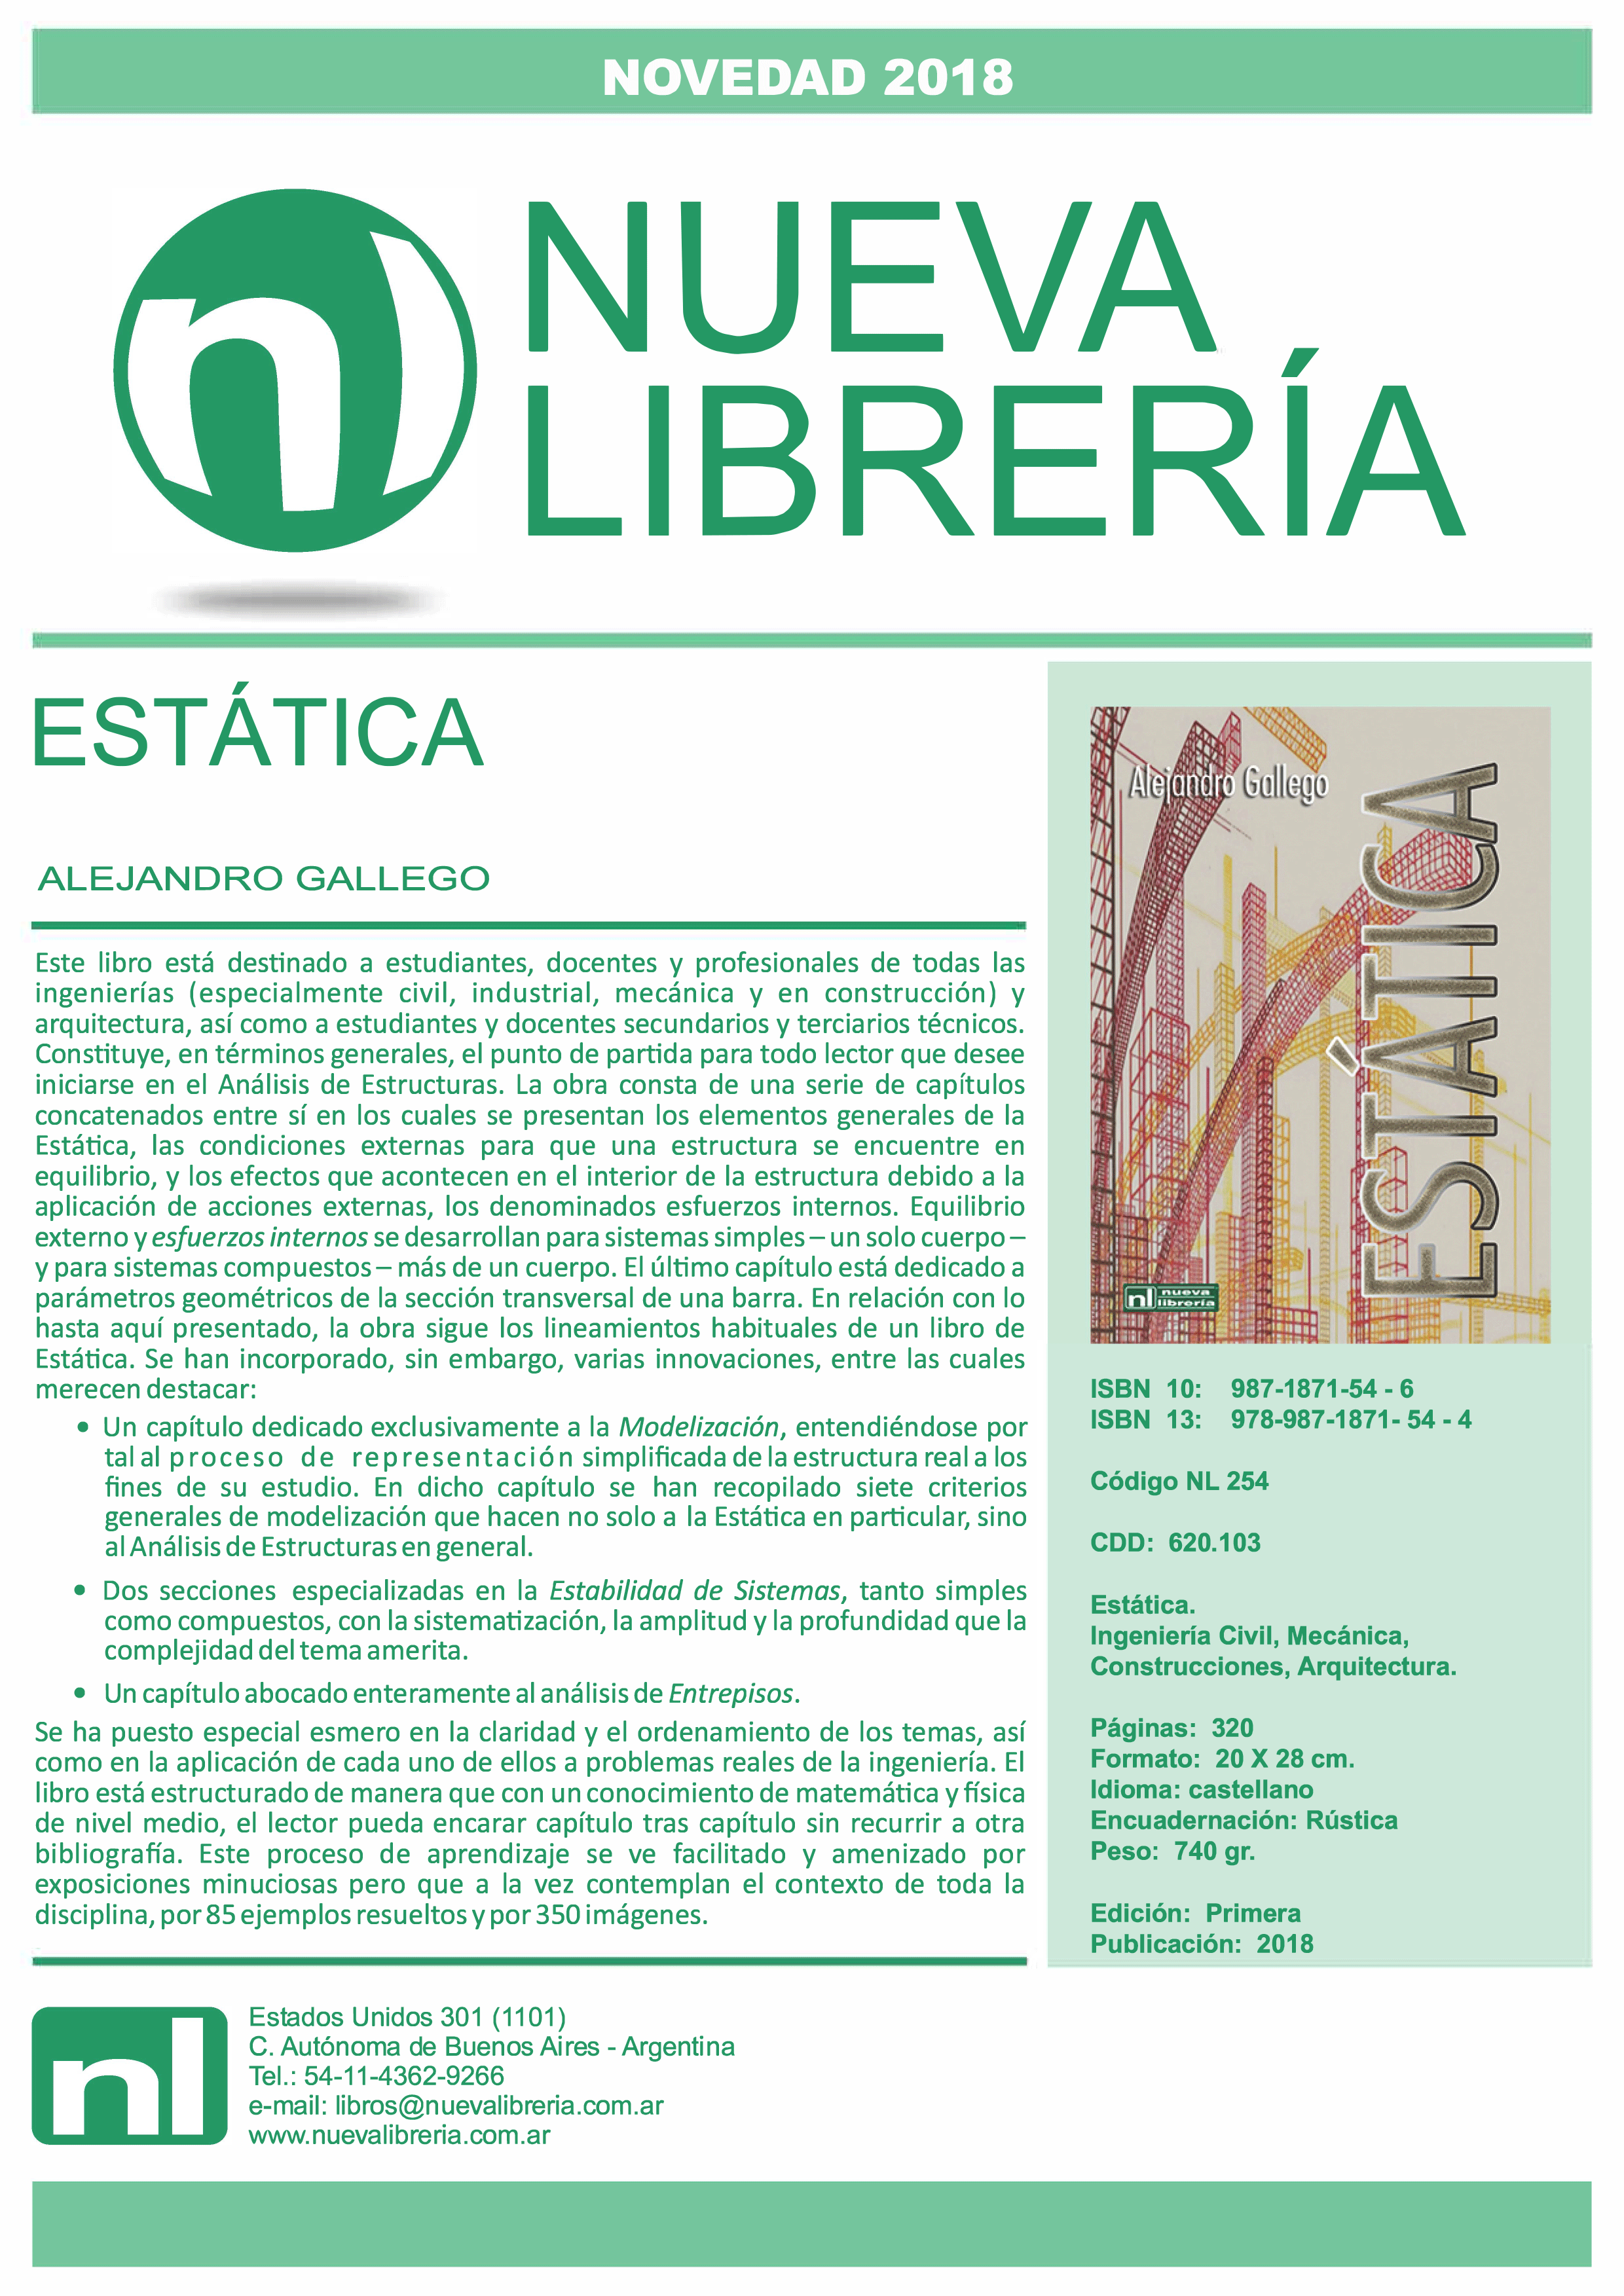 NOVEDAD 2018
nl
NUEVA
LIBRERÍA
ESTÁTICA
ALEJANDRO GALLEGO
Este libro está destinado a estudiantes, docentes y profesionales de todas las
ingenierías (especialmente civil, industrial, mecánica y en construcción) y
arquitectura, así como a estudiantes y docentes secundarios y terciarios técnicos.
Constituye, en términos generales, el punto de partida para todo lector que desee
iniciarse en el Análisis de Estructuras. La obra consta de una serie de capítulos
concatenados entre sí en los cuales se presentan los elementos generales de la
Estática, las condiciones externas para que una estructura se encuentre en
equilibrio, y los efectos que acontecen en el interior de la estructura debido a la
aplicación de acciones externas, los denominados esfuerzos internos. Equilibrio
externo y esfuerzos internos se desarrollan para sistemas simples – un solo cuerpo –
y para sistemas compuestos – más de un cuerpo. El último capítulo está dedicado a
parámetros geométricos de la sección transversal de una barra. En relación con lo
hasta aquí presentado, la obra sigue los lineamientos habituales de un libro de
Estática. Se han incorporado, sin embargo, varias innovaciones, entre las cuales
merecen destacar:
• Un capítulo dedicado exclusivamente a la Modelización, entendiéndose por
tal al proceso de representación simplificada de la estructura real a los
fines de su estudio. En dicho capítulo se han recopilado siete criterios
generales de modelización que hacen no solo a la Estática en particular, sino
al Análisis de Estructuras en general.
• Dos secciones especializadas en la Estabilidad de Sistemas, tanto simples
como compuestos, con la sistematización, la amplitud y la profundidad que la
complejidad del tema amerita.
• Un capítulo abocado enteramente al análisis de Entrepisos.
Se ha puesto especial esmero en la claridad y el ordenamiento de los temas, así
como en la aplicación de cada uno de ellos a problemas reales de la ingeniería. El
libro está estructurado de manera que con un conocimiento de matemática y física
de nivel medio, el lector pueda encarar capítulo tras capítulo sin recurrir a otra
bibliografía. Este proceso de aprendizaje se ve facilitado y amenizado por
exposiciones minuciosas pero que a la vez contemplan el contexto de toda la
disciplina, por 85 ejemplos resueltos y por 350 imágenes.
Alejandro Gallego
ESTÁTICA
nl nueva
librería
ISBN 10: 987-1871-54 - 6
ISBN 13: 978-987-1871- 54 - 4
Código NL 254
CDD: 620.103
Estática.
Ingeniería Civil, Mecánica,
Construcciones, Arquitectura.
Páginas: 320
Formato: 20 X 28 cm.
Idioma: castellano
Encuadernación: Rústica
Peso: 740 gr.
Edición: Primera
Publicación: 2018
nl
Estados Unidos 301 (1101)
C. Autónoma de Buenos Aires - Argentina
Tel.: 54-11-4362-9266
e-mail: libros@nuevalibreria.com.ar
www.nuevalibreria.com.ar